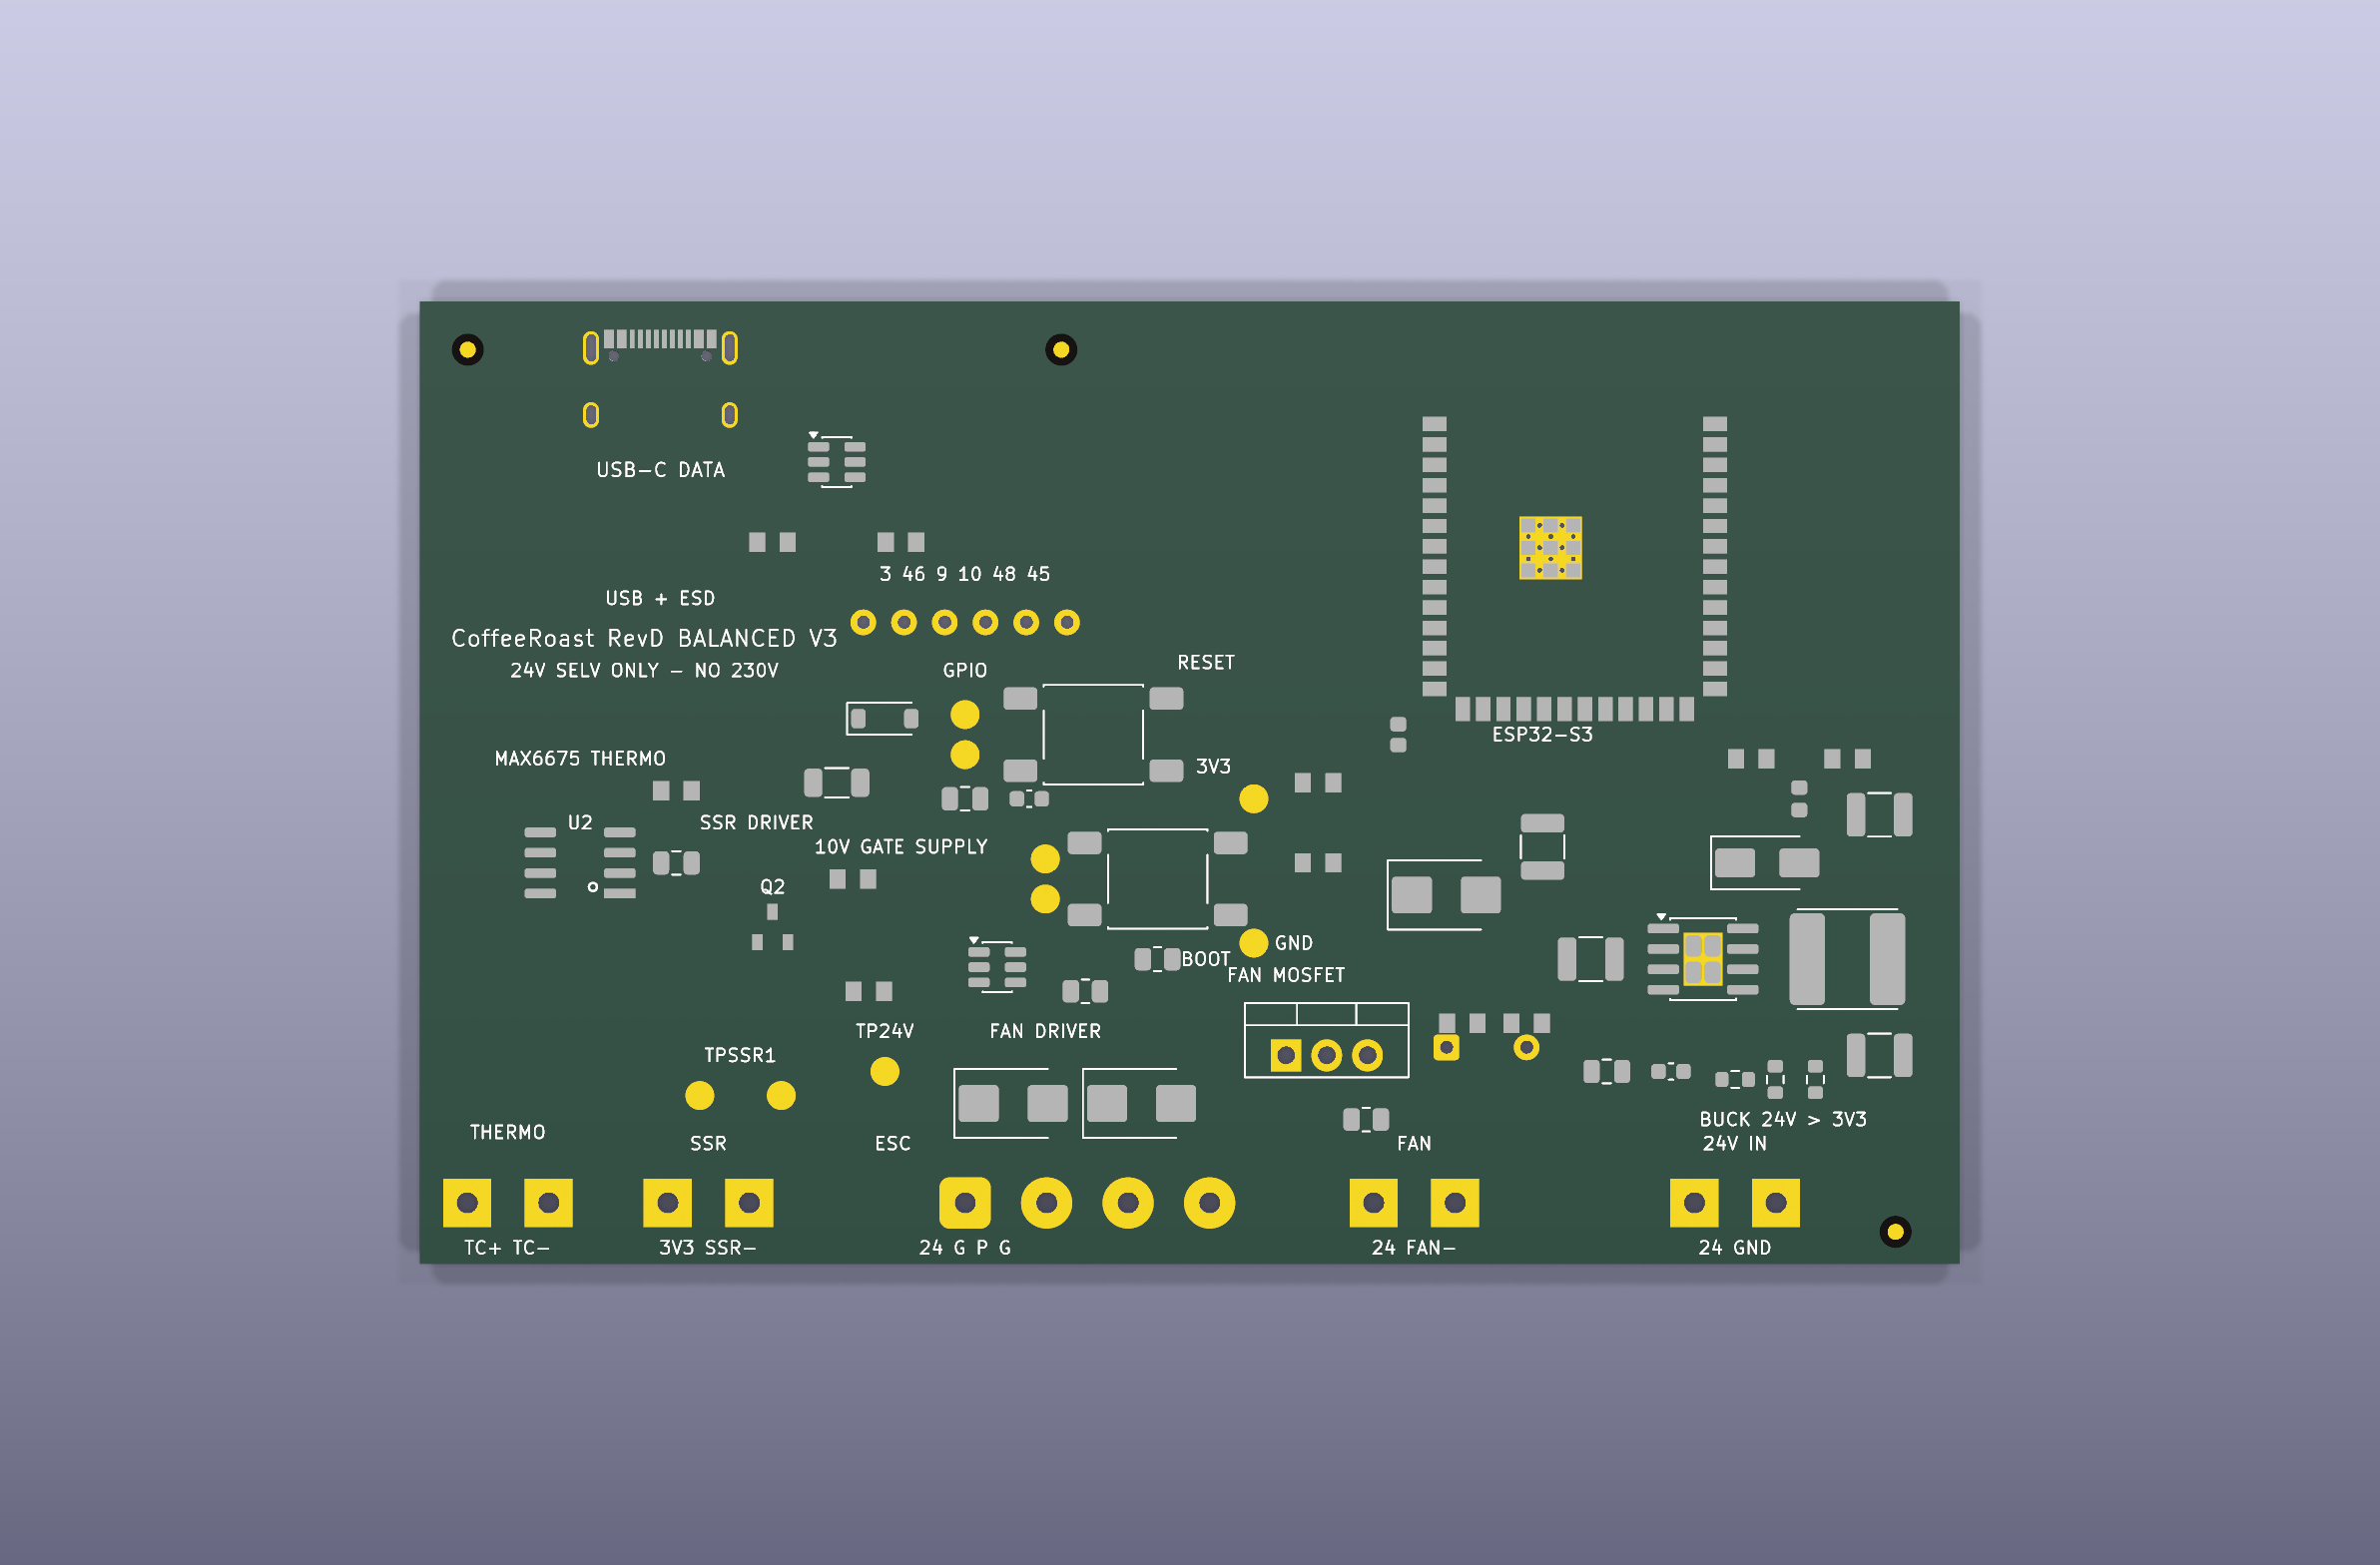 USB-C DATA
3 46 9 10 48 45
USB + ESD
CoffeeRoast RevD BALANCED V3
24V SELV ONLY - NO 230V
GPIO
RESET
ESP32-S3
MAX6675 THERMO
3V3
U2
SSR DRIVER
10V GATE SUPPLY
Q2
GND
BOOT
FAN MOSFET
TP24V
FAN DRIVER
TPSSR1
BUCK 24V > 3V3
THERMO
SSR
ESC
FAN
24V IN
TC+ TC-
3V3 SSR-
24 G P G
24 FAN-
24 GND